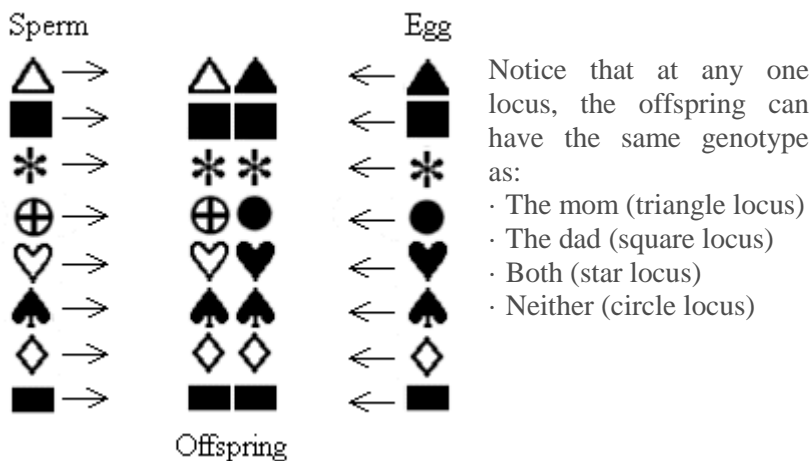 Sperm
Egg
Notice that at any one
locus, the offspring can
have the same genotype
as:
· The mom (triangle locus)
· The dad (square locus)
· Both (star locus)
· Neither (circle locus)
Offspring